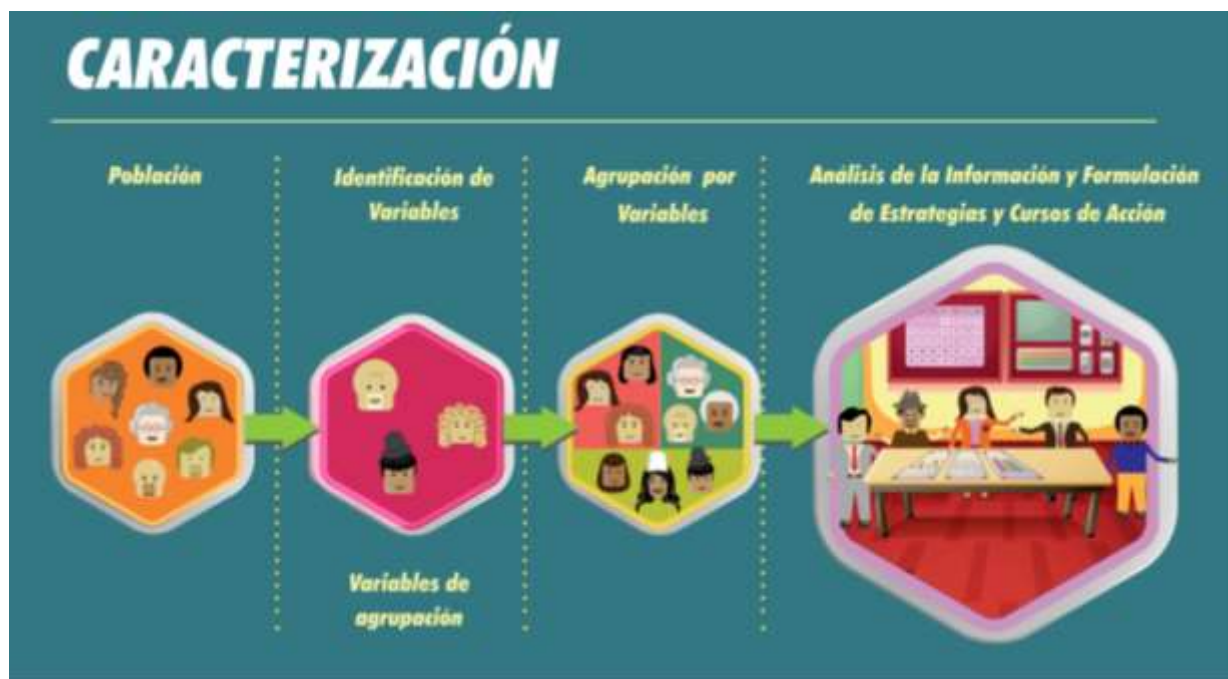 CARACTERIZACIÓN
Población
Identificación de
Variables
Agrupación por
Variables
Análisis de la Información y Formulación
de Estrategias y Cursos de Acción
Variables de
agrupación